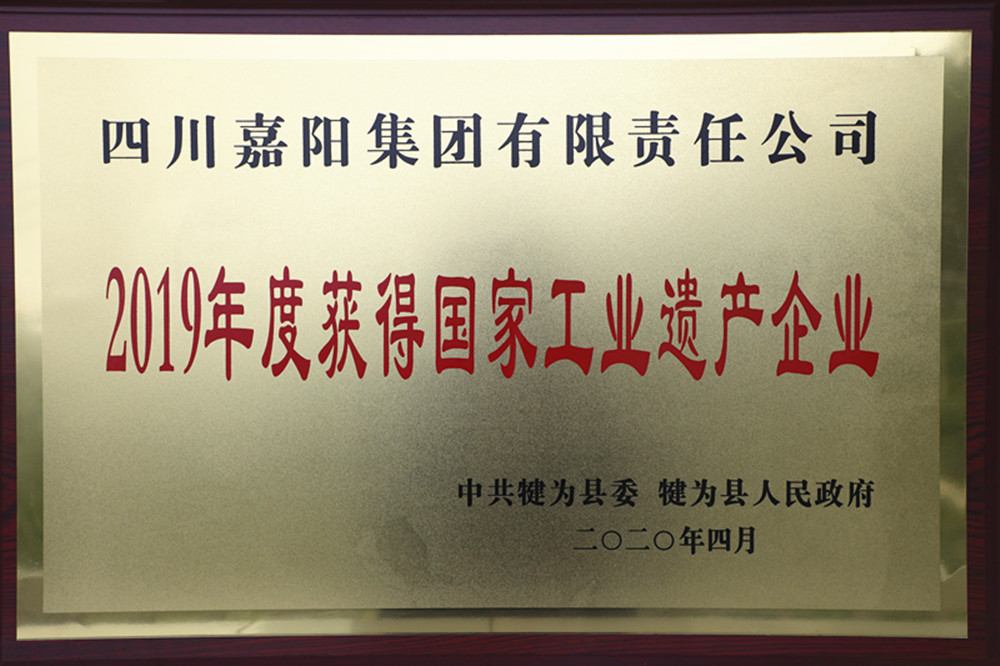 四川嘉阳集团有限责任公司
2019年度获得国家工业遗产企业
中共犍为县委 犍为县人民政府
二〇二〇年四月